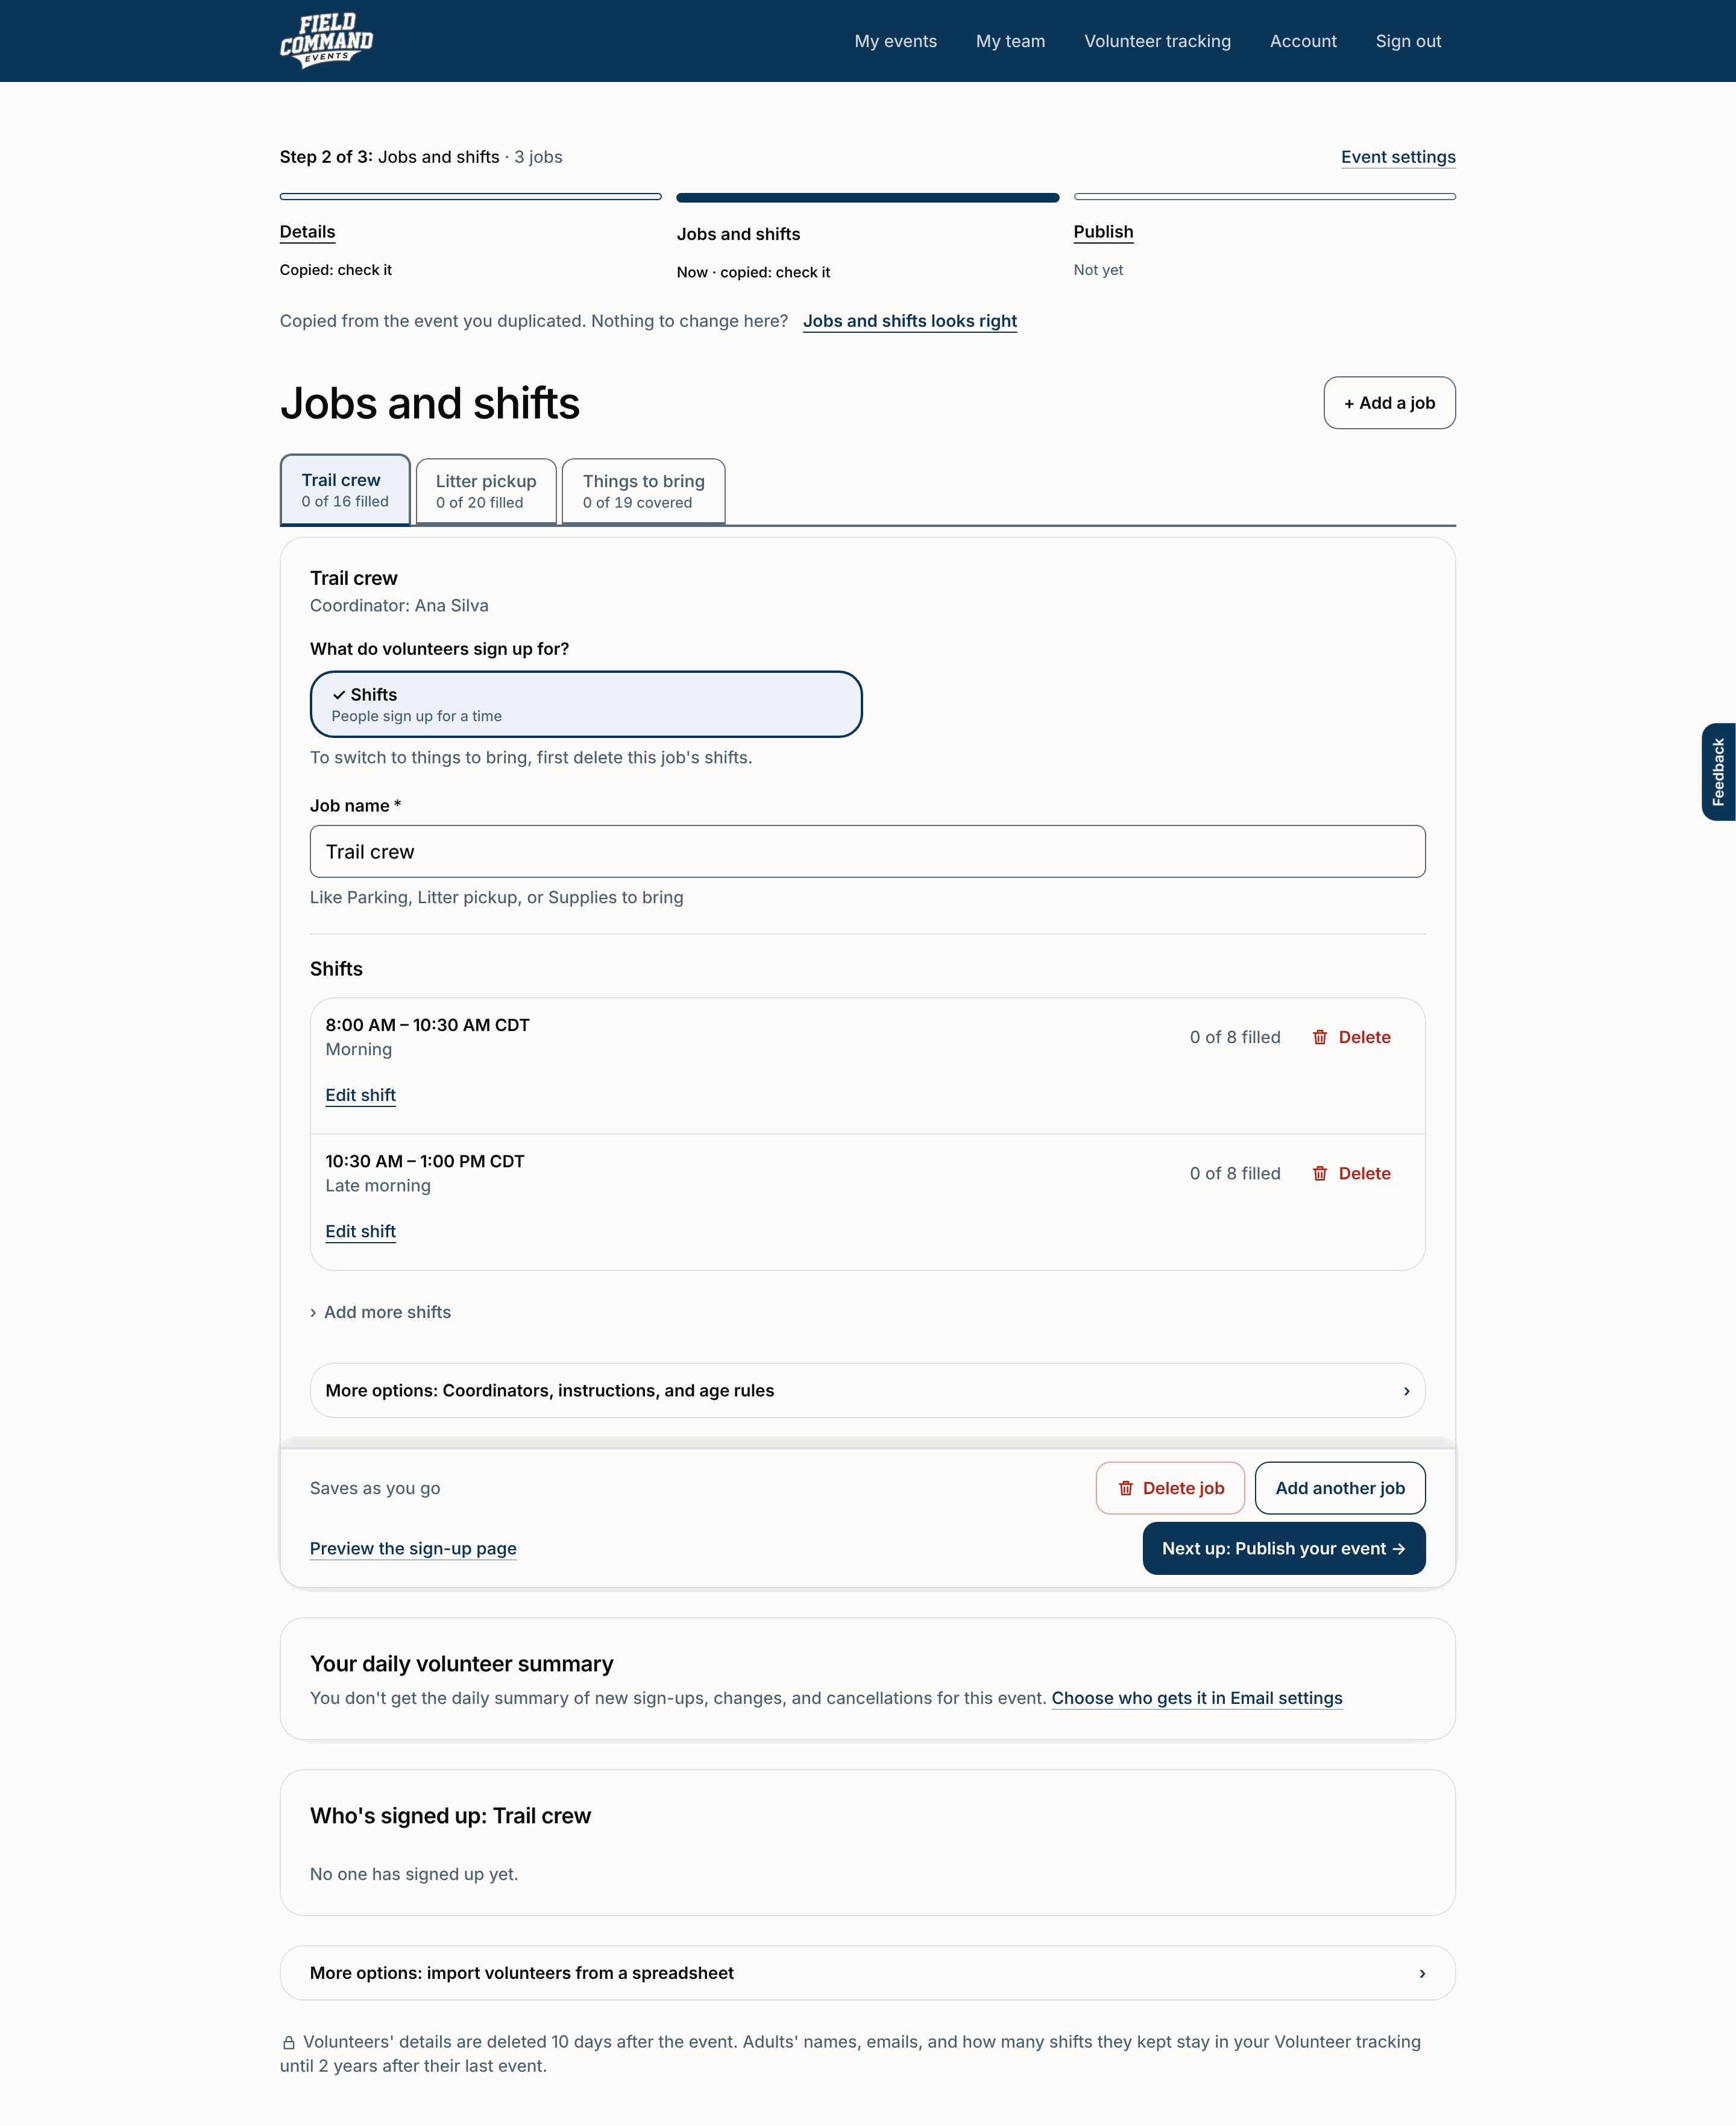 FIELD
COMMAND
EVENTS
My events
My team
Volunteer tracking
Account
Sign out
Step 2 of 3: Jobs and shifts · 3 jobs
Event settings
Details
Copied: check it
Jobs and shifts
Now · copied: check it
Publish
Not yet
Copied from the event you duplicated. Nothing to change here? Jobs and shifts looks right
Jobs and shifts
+ Add a job
Trail crew
0 of 16 filled
Litter pickup
0 of 20 filled
Things to bring
0 of 19 covered
Trail crew
Coordinator: Ana Silva
What do volunteers sign up for?
✓ Shifts
People sign up for a time
To switch to things to bring, first delete this job's shifts.
Job name *
Trail crew
Like Parking, Litter pickup, or Supplies to bring
Shifts
8:00 AM – 10:30 AM CDT
Morning
0 of 8 filled
Delete
Edit shift
10:30 AM – 1:00 PM CDT
Late morning
0 of 8 filled
Delete
Edit shift
› Add more shifts
More options: Coordinators, instructions, and age rules ›
Saves as you go
Delete job
Add another job
Preview the sign-up page
Next up: Publish your event →
Your daily volunteer summary
You don't get the daily summary of new sign-ups, changes, and cancellations for this event. Choose who gets it in Email settings
Who's signed up: Trail crew
No one has signed up yet.
More options: import volunteers from a spreadsheet ›
Volunteers' details are deleted 10 days after the event. Adults' names, emails, and how many shifts they kept stay in your Volunteer tracking
until 2 years after their last event.
Feedback